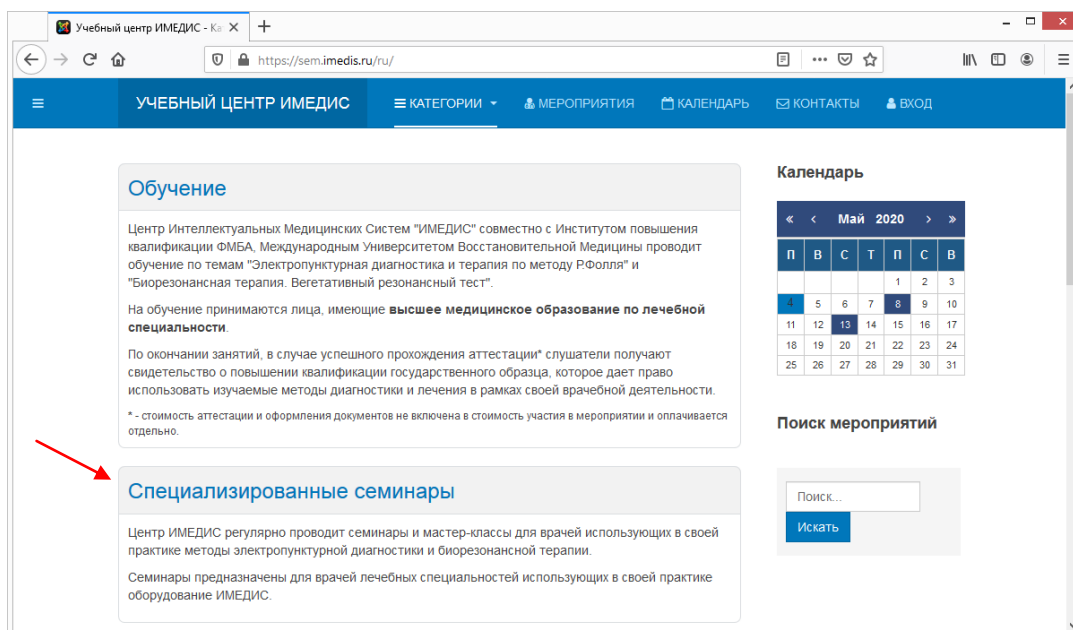 Учебный центр ИМЕДИС - Ка
https://sem.imedis.ru/ru/
УЧЕБНЫЙ ЦЕНТР ИМЕДИС
КАТЕГОРИИ
МЕРОПРИЯТИЯ
КАЛЕНДАРЬ
КОНТАКТЫ
ВХОД
Обучение
Центр Интеллектуальных Медицинских Систем "ИМЕДИС" совместно с Институтом повышения
квалификации ФМБА, Международным Университетом Восстановительной Медицины проводит
обучение по темам "Электропунктурная диагностика и терапия по методу Р.Фолля" и
"Биорезонансная терапия. Вегетативный резонансный тест".
На обучение принимаются лица, имеющие высшее медицинское образование по лечебной
специальности.
По окончании занятий, в случае успешного прохождения аттестации* слушатели получают
свидетельство о повышении квалификации государственного образца, которое дает право
использовать изучаемые методы диагностики и лечения в рамках своей врачебной деятельности.
* - стоимость аттестации и оформления документов не включена в стоимость участия в мероприятии и оплачивается
отдельно.
Специализированные семинары
Центр ИМЕДИС регулярно проводит семинары и мастер-классы для врачей использующих в своей
практике методы электропунктурной диагностики и биорезонансной терапии.
Семинары предназначены для врачей лечебных специальностей использующих в своей практике
оборудование ИМЕДИС.
Календарь
« ‹ Май 2020 › »
П В С Т П С В
1 2 3
4 5 6 7 8 9 10
11 12 13 14 15 16 17
18 19 20 21 22 23 24
25 26 27 28 29 30 31
Поиск мероприятий
Поиск...
Искать